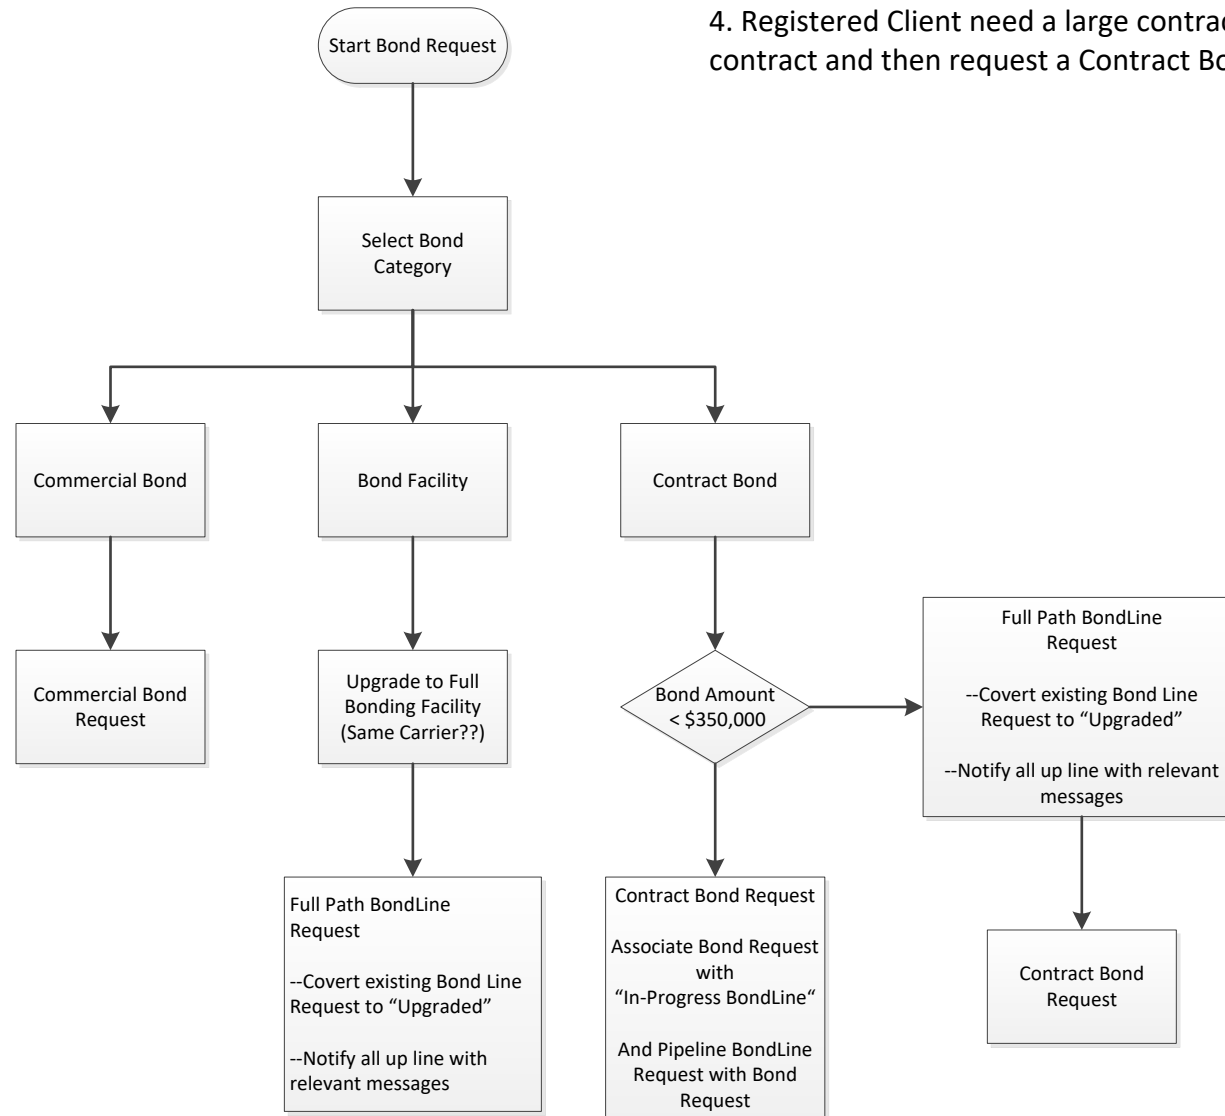 4. Registered Client need a large contrac
contract and then request a Contract Bo
Start Bond Request
Select Bond
Category
Commercial Bond
Bond Facility
Contract Bond
Commercial Bond
Request
Upgrade to Full
Bonding Facility
(Same Carrier??)
Bond Amount
< $350,000
Full Path BondLine
Request
--Covert existing Bond Line
Request to “Upgraded”
--Notify all up line with relevant
messages
Full Path BondLine
Request
--Covert existing Bond Line
Request to “Upgraded”
--Notify all up line with
relevant messages
Contract Bond Request
Associate Bond Request
with
“In-Progress BondLine“
And Pipeline BondLine
Request with Bond
Request
Contract Bond
Request